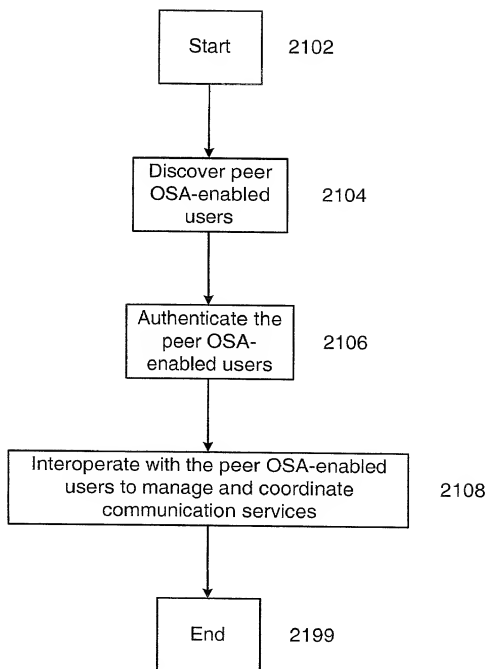 Start 2102
Discover peer
OSA-enabled 2104
users
Authenticate the
peer OSA- 2106
enabled users
Interoperate with the peer OSA-enabled
users to manage and coordinate 2108
communication services
End 2199